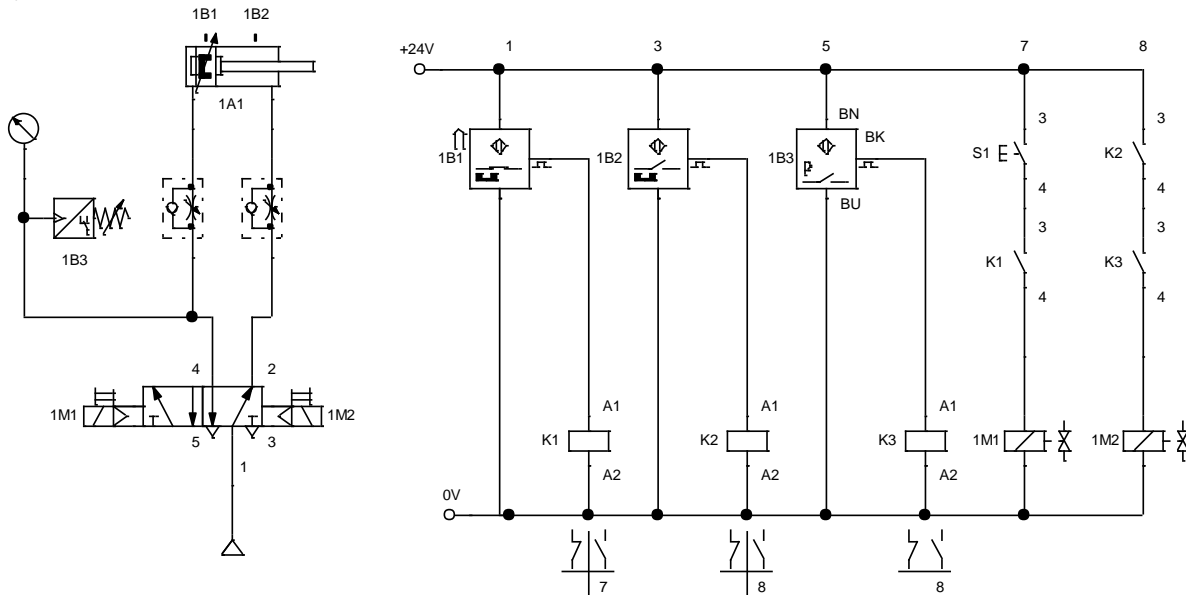 1B1 1B2
1A1
1B3
4 2
1M1 1M2
5 3
1
+24V 1 3 5 7 8
BN 3 3
1B1 1B2 1B3 BK S1 K2
4 4
BU 3 3
K1 K3
4 4
A1 A1 A1
K1 K2 K3 1M1 1M2
A2 A2 A2
0V
7 8 8